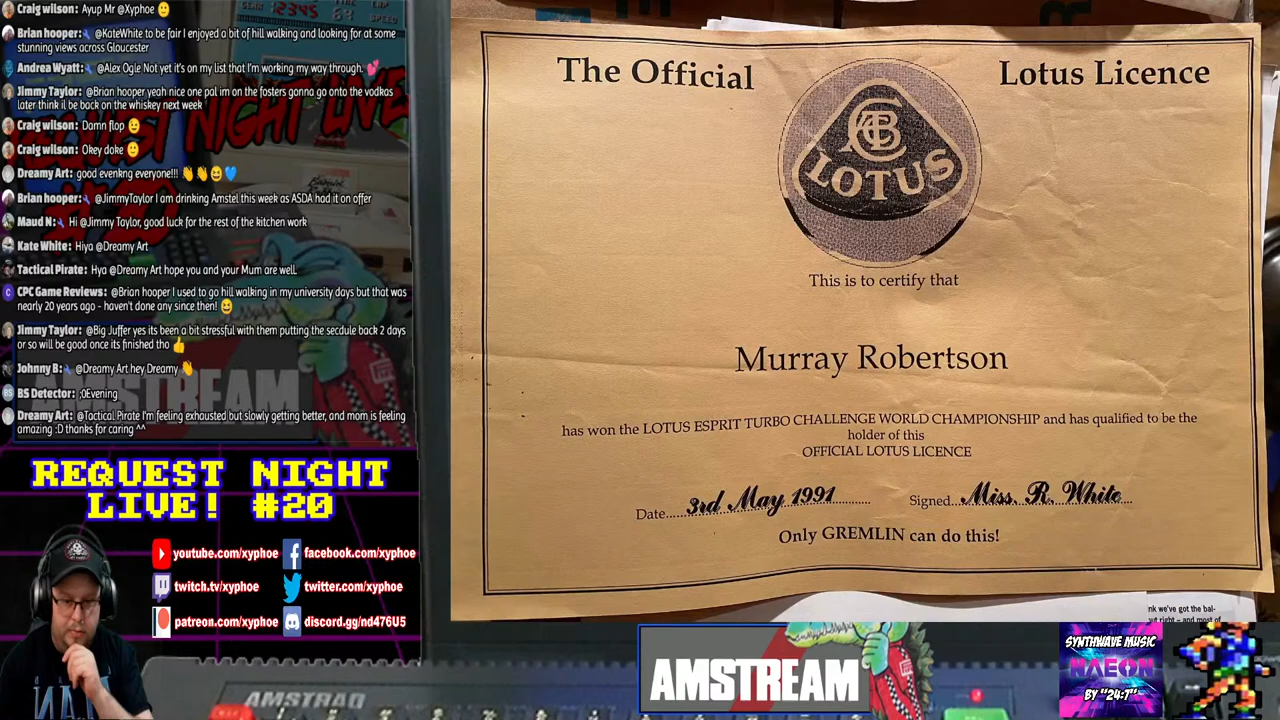 Craig wilson: Ayup Mr @Xyphoe
Brian hooper: @KateWhite to be fair I enjoyed a bit of hill walking and looking for at some
stunning views across Gloucester
Andrea Wyatt: @Alex Ogle Not yet it's on my list that I'm working my way through.
Jimmy Taylor: @Brian hooper yeah nice one pal im on the fosters gonna go onto the vodkas
later think il be back on the whiskey next week
Craig wilson: Damn flop
Craig wilson: Okey doke
Dreamy Art: good evenkng everyone!!!
Brian hooper: @JimmyTaylor I am drinking Amstel this week as ASDA had it on offer
Maud N: Hi @Jimmy Taylor, good luck for the rest of the kitchen work
Kate White: Hiya @Dreamy Art
Tactical Pirate: Hya @Dreamy Art hope you and your Mum are well.
CPC Game Reviews: @Brian hooper I used to go hill walking in my university days but that was
nearly 20 years ago - haven't done any since then!
Jimmy Taylor: @Big Juffer yes its been a bit stressful with them putting the secdule back 2 days
or so will be good once its finished tho
Johnny B: @Dreamy Art hey Dreamy
BS Detector: ;0Evening
Dreamy Art: @Tactical Pirate I'm feeling exhausted but slowly getting better, and mom is feeling
amazing :D thanks for caring ^^
AMSTREAM
REQUEST NIGHT
LIVE! #20
youtube.com/xyphoe
facebook.com/xyphoe
twitch.tv/xyphoe
twitter.com/xyphoe
patreon.com/xyphoe
discord.gg/nd476U5
The Official
Lotus Licence
LOTUS
This is to certify that
Murray Robertson
has won the LOTUS ESPRIT TURBO CHALLENGE WORLD CHAMPIONSHIP and has qualified to be the
holder of this
OFFICIAL LOTUS LICENCE
Date.....3rd May 1991........
Signed...Miss. R. White...
Only GREMLIN can do this!
nk we've got the bal-
AMSTRAD
AMSTREAM
SYNTHWAVE MUSIC
NAEON
BY "24:7"